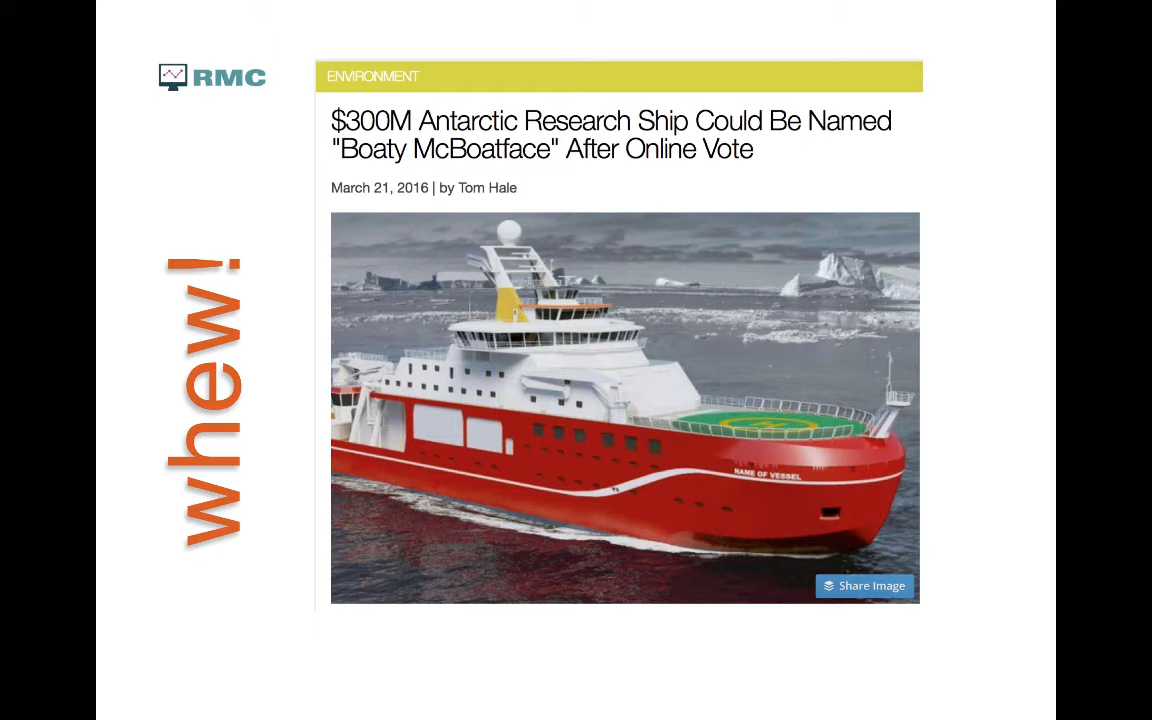 RMC
ENVIRONMENT
$300M Antarctic Research Ship Could Be Named
"Boaty McBoatface" After Online Vote
March 21, 2016 | by Tom Hale
whew!
NAME OF VESSEL
H
Share Image